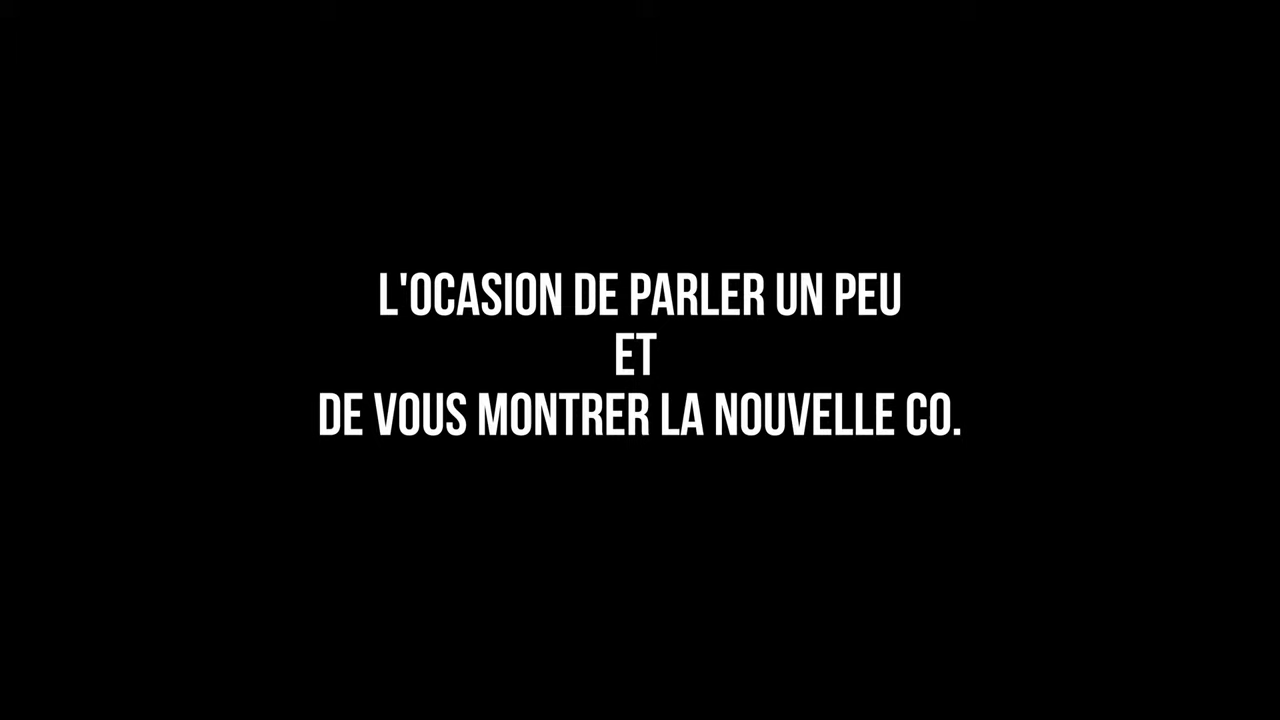 L'OCASION DE PARLER UN PEU
ET
DE VOUS MONTRER LA NOUVELLE CO.